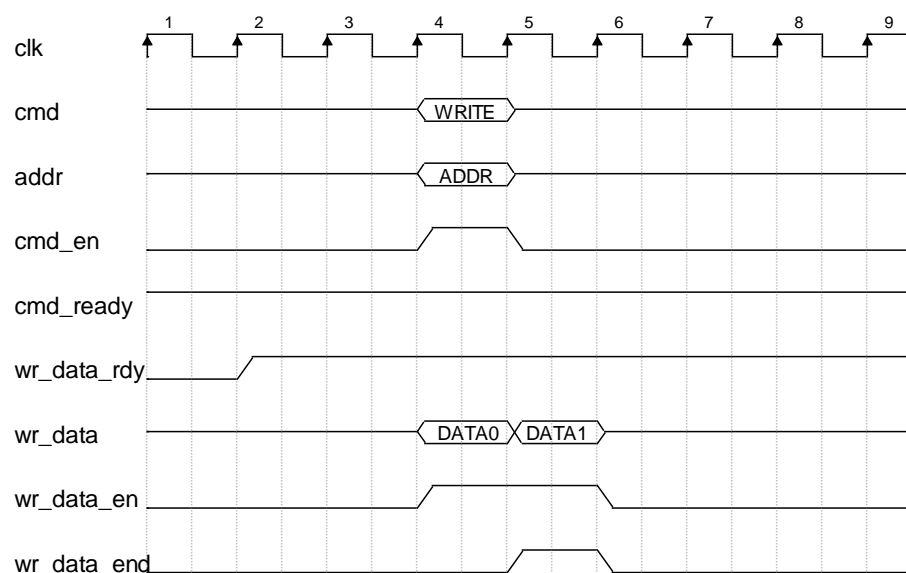 1 2 3 4 5 6 7 8 9
clk
cmd WRITE
addr ADDR
cmd_en
cmd_ready
wr_data_rdy
wr_data DATA0 DATA1
wr_data_en
wr_data_end